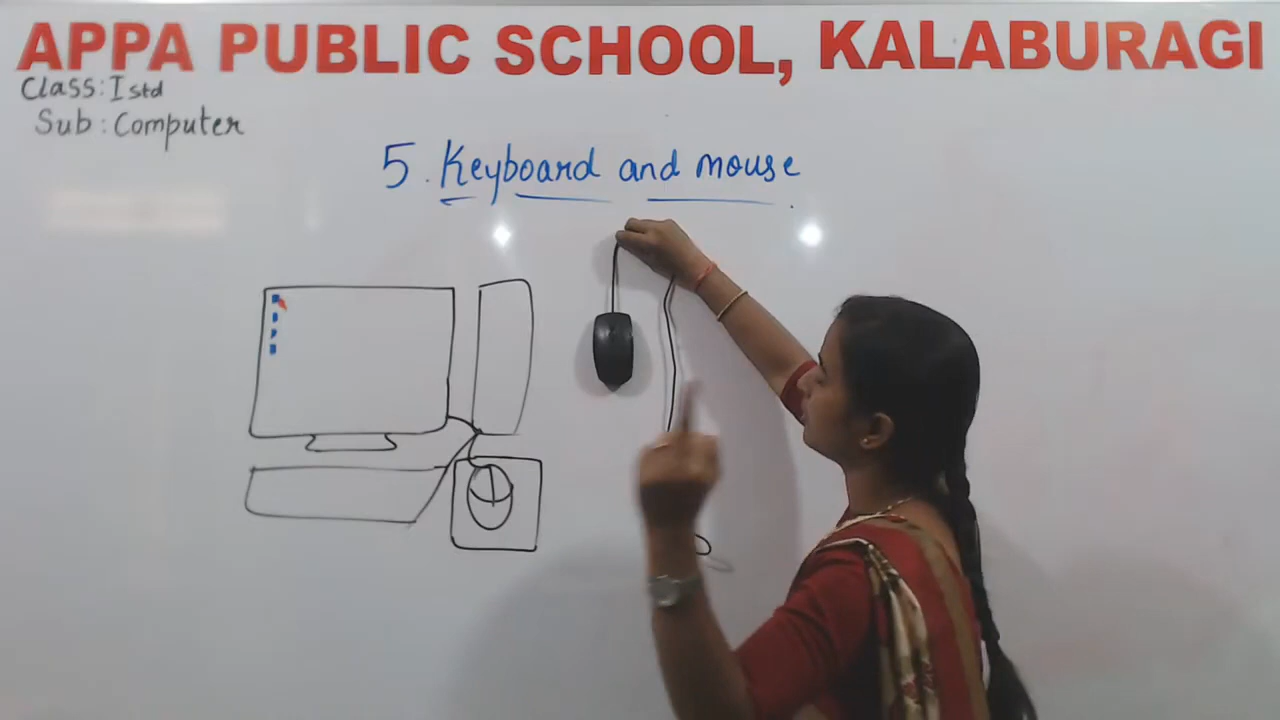 APPA PUBLIC SCHOOL, KALABURAGI
Class: I std
Sub: Computer
5. Keyboard and mouse